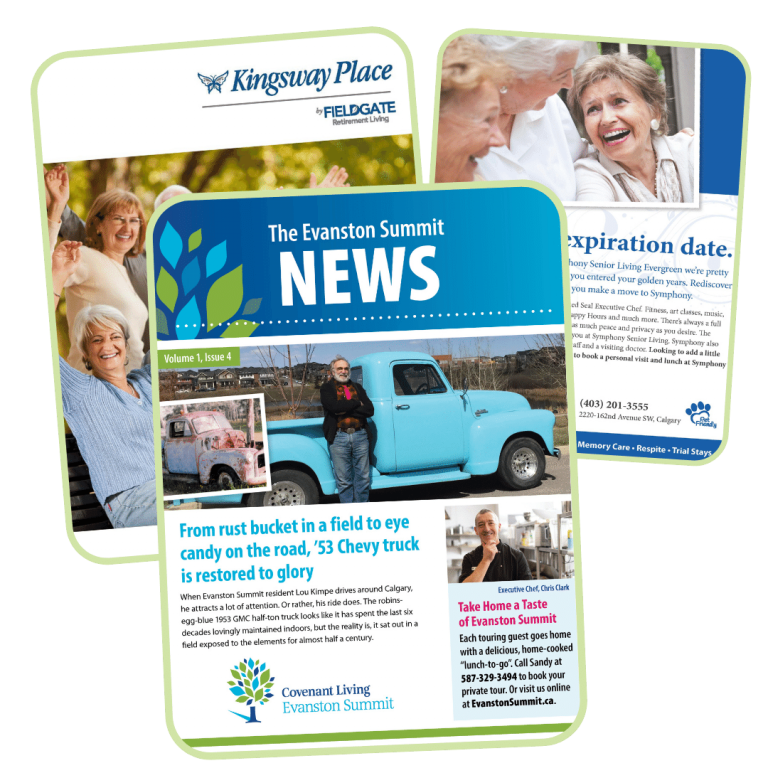 Kingsway Place
by FIELDGATE
Retirement Living
expiration date.
Symphony Senior Living Evergreen we're pretty
you entered your golden years. Rediscover
you make a move to Symphony.
Seal Executive Chef. Fitness, art classes, music,
Happy Hours and much more. There's always a full
as much peace and privacy as you desire. The
you at Symphony Senior Living. Symphony also
and a visiting doctor. Looking to add a little
to book a personal visit and lunch at Symphony
(403) 201-3555
2220-162nd Avenue SW, Calgary
Pet
Friendly
Memory Care • Respite • Trial Stays
The Evanston Summit
NEWS
Volume 1, Issue 4
From rust bucket in a field to eye
candy on the road, ’53 Chevy truck
is restored to glory
When Evanston Summit resident Lou Kimpe drives around Calgary,
he attracts a lot of attention. Or rather, his ride does. The robins-
egg-blue 1953 GMC half-ton truck looks like it has spent the last six
decades lovingly maintained indoors, but the reality is, it sat out in a
field exposed to the elements for almost half a century.
Covenant Living
Evanston Summit
Executive Chef, Chris Clark
Take Home a Taste
of Evanston Summit
Each touring guest goes home
with a delicious, home-cooked
“lunch-to-go”. Call Sandy at
587-329-3494 to book your
private tour. Or visit us online
at EvanstonSummit.ca.